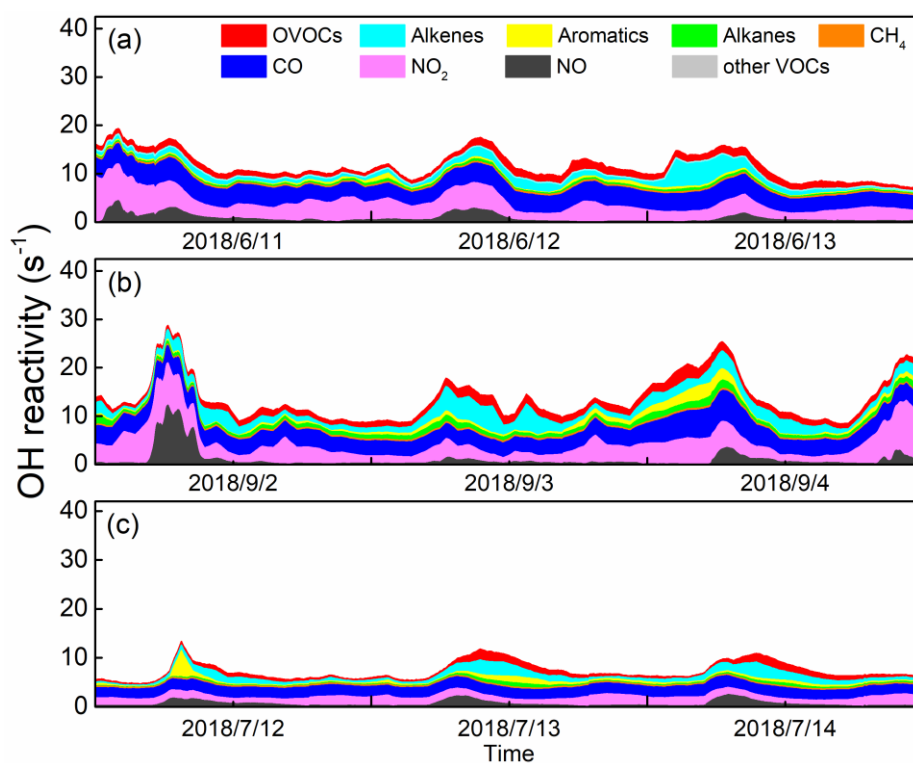 (a) OVOCs Alkenes Aromatics Alkanes CH₄
CO NO₂ NO other VOCs
40
30
20
10
0
2018/6/11 2018/6/12 2018/6/13
(b)
40
30
20
10
0
2018/9/2 2018/9/3 2018/9/4
(c)
40
30
20
10
0
2018/7/12 2018/7/13 2018/7/14
Time
OH reactivity (s⁻¹)